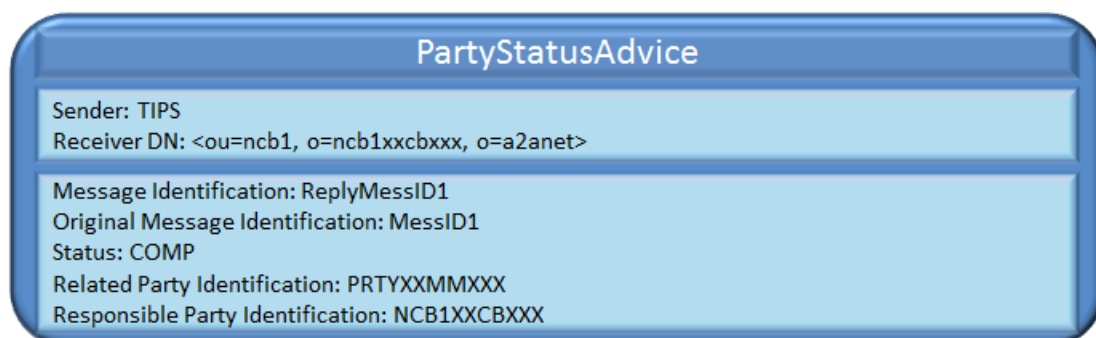 PartyStatusAdvice
Sender: TIPS
Receiver DN: <ou=ncb1, o=ncb1xxcbxxx, o=a2anet>
Message Identification: ReplyMessID1
Original Message Identification: MessID1
Status: COMP
Related Party Identification: PRTYXXMMXXX
Responsible Party Identification: NCB1XXCBXXX